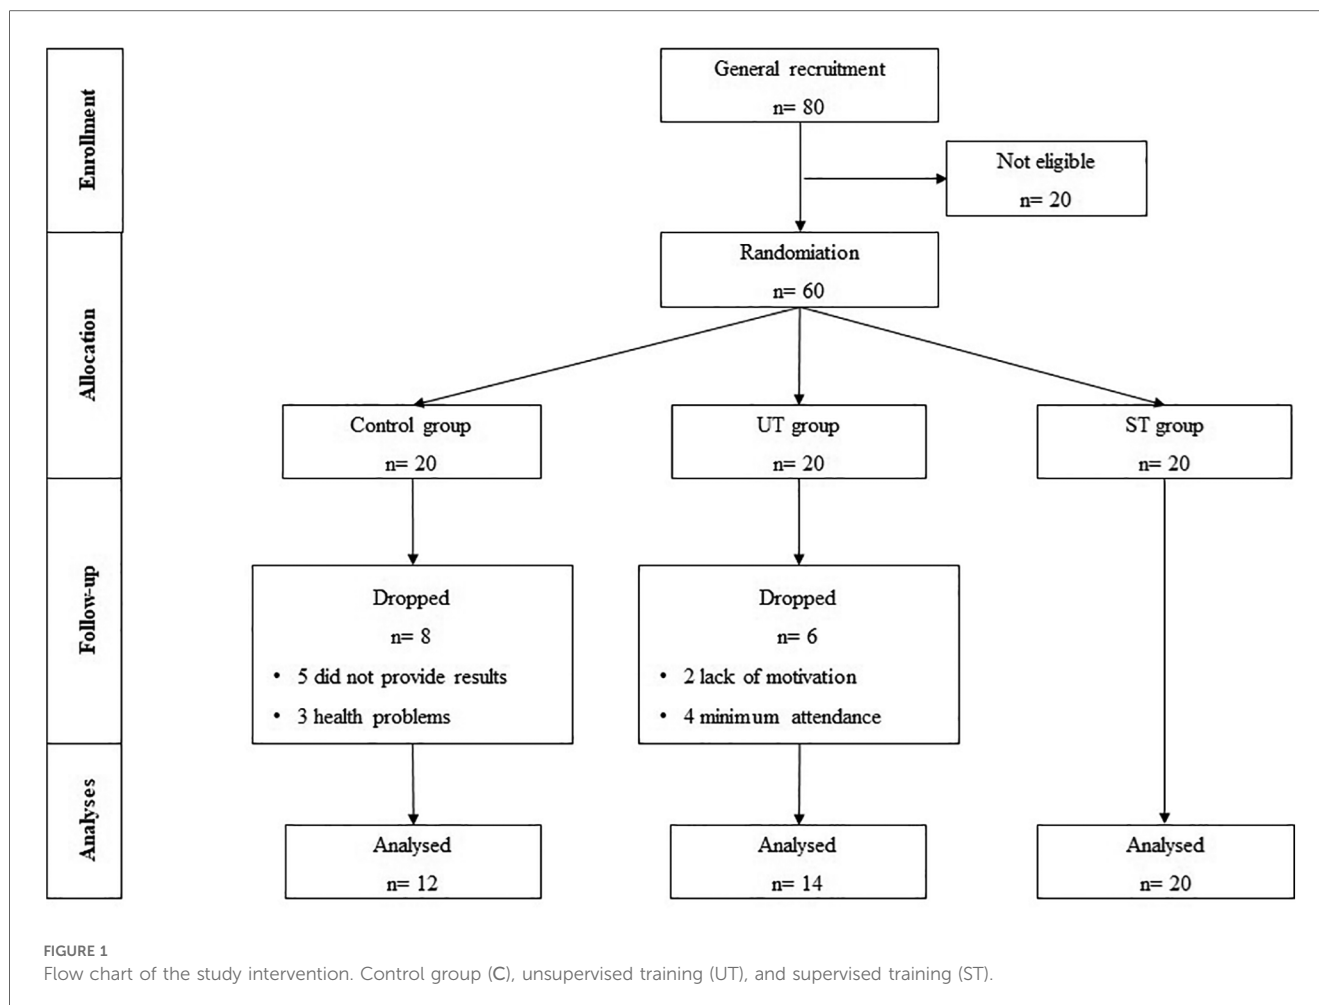 Enrollment
General recruitment
n= 80
Not eligible
n= 20
Allocation
Randomiation
n= 60
Control group
n= 20
UT group
n= 20
ST group
n= 20
Follow-up
Dropped
n= 8
• 5 did not provide results
• 3 health problems
Dropped
n= 6
• 2 lack of motivation
• 4 minimum attendance
Analyses
Analysed
n= 12
Analysed
n= 14
Analysed
n= 20
FIGURE 1
Flow chart of the study intervention. Control group (C), unsupervised training (UT), and supervised training (ST).